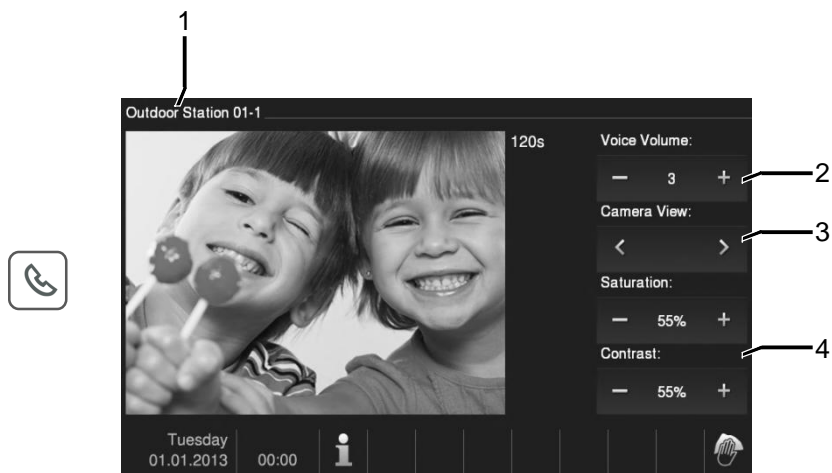 1
Outdoor Station 01-1
120s
Voice Volume:
3
2
Camera View:
3
Saturation:
55%
Contrast:
4
55%
Tuesday
01.01.2013
00:00